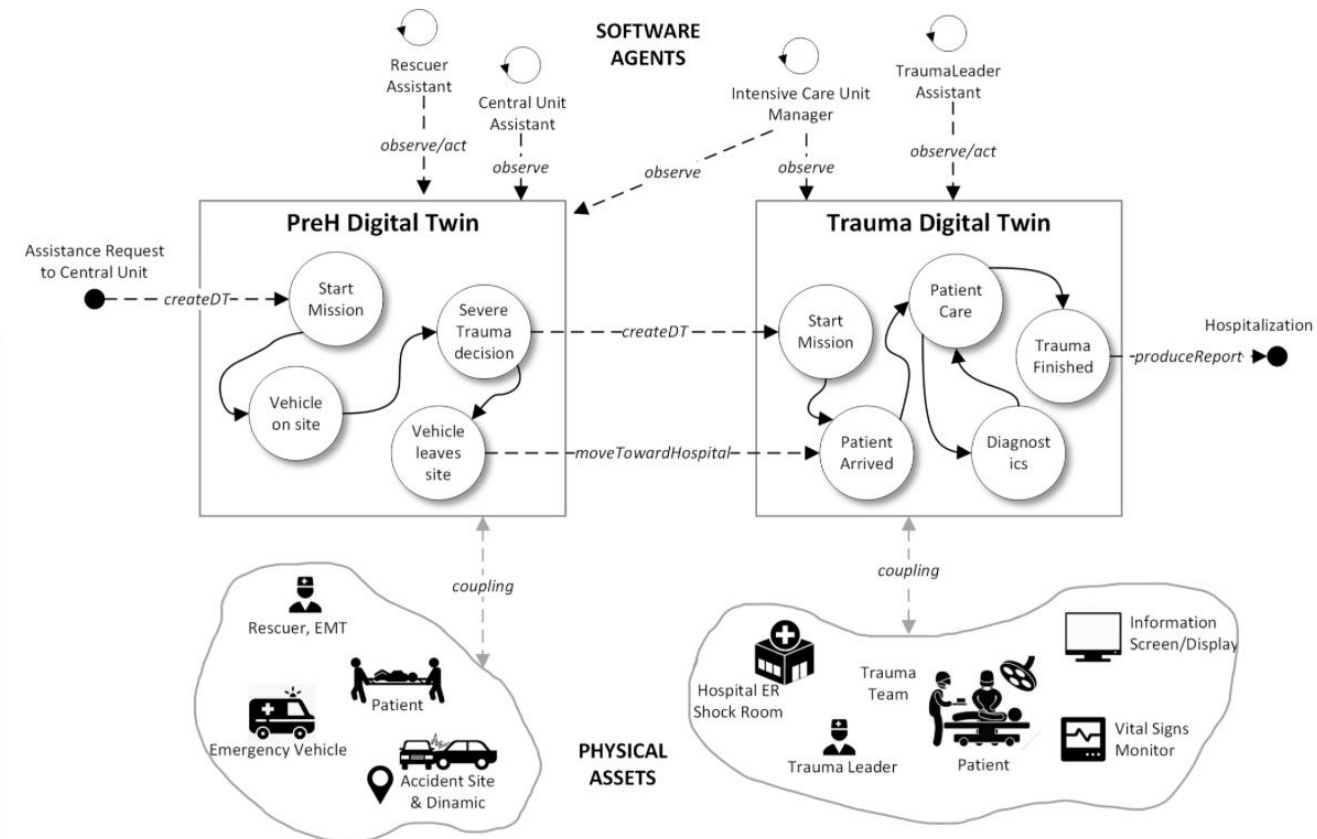 SOFTWARE
AGENTS
Rescuer
Assistant
Central Unit
Assistant
Intensive Care Unit
Manager
TraumaLeader
Assistant
observe/act
observe
observe
observe
observe/act
PreH Digital Twin
Trauma Digital Twin
Assistance Request
to Central Unit
createDT
Start
Mission
Severe
Trauma
decision
Vehicle
on site
Vehicle
leaves
site
createDT
moveTowardHospital
Start
Mission
Patient
Care
Trauma
Finished
Patient
Arrived
Diagnost
ics
produceReport
Hospitalization
coupling
coupling
Rescuer, EMT
Patient
Emergency Vehicle
Accident Site
& Dinamic
PHYSICAL
ASSETS
Hospital ER
Shock Room
Trauma
Team
Trauma Leader
Patient
Information
Screen/Display
Vital Signs
Monitor